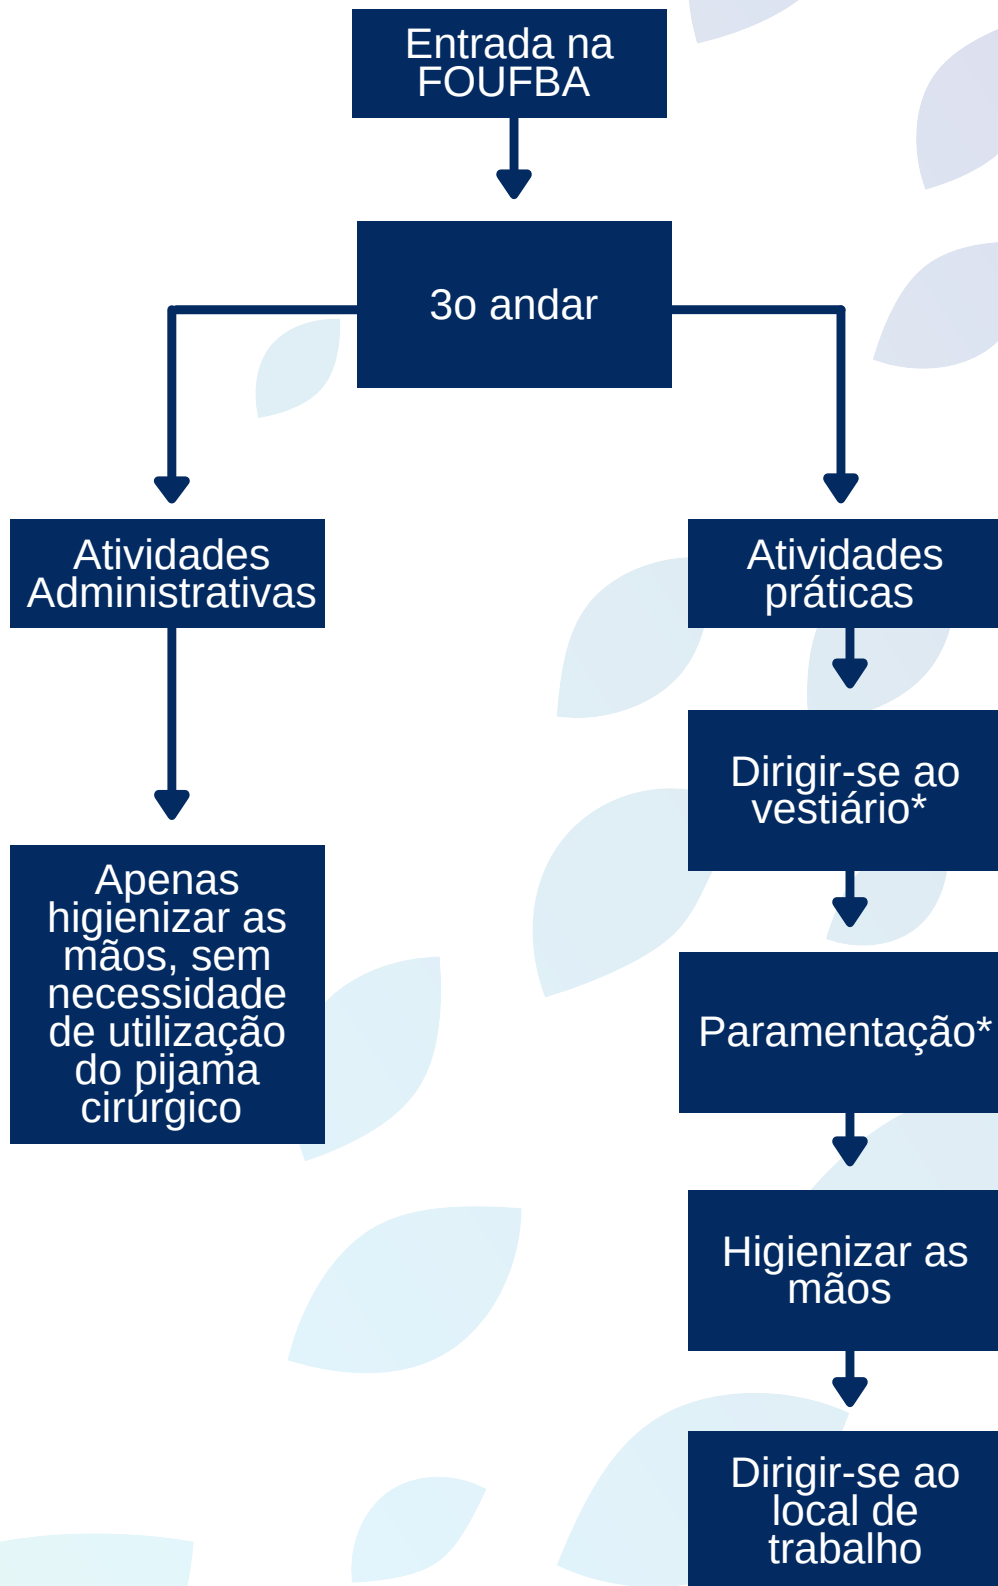 Entrada na
FOUFBA
3o andar
Atividades
Administrativas
Apenas
higienizar as
mãos, sem
necessidade
de utilização
do pijama
cirúrgico
Atividades
práticas
Dirigir-se ao
vestiário*
Paramentação*
Higienizar as
mãos
Dirigir-se ao
local de
trabalho